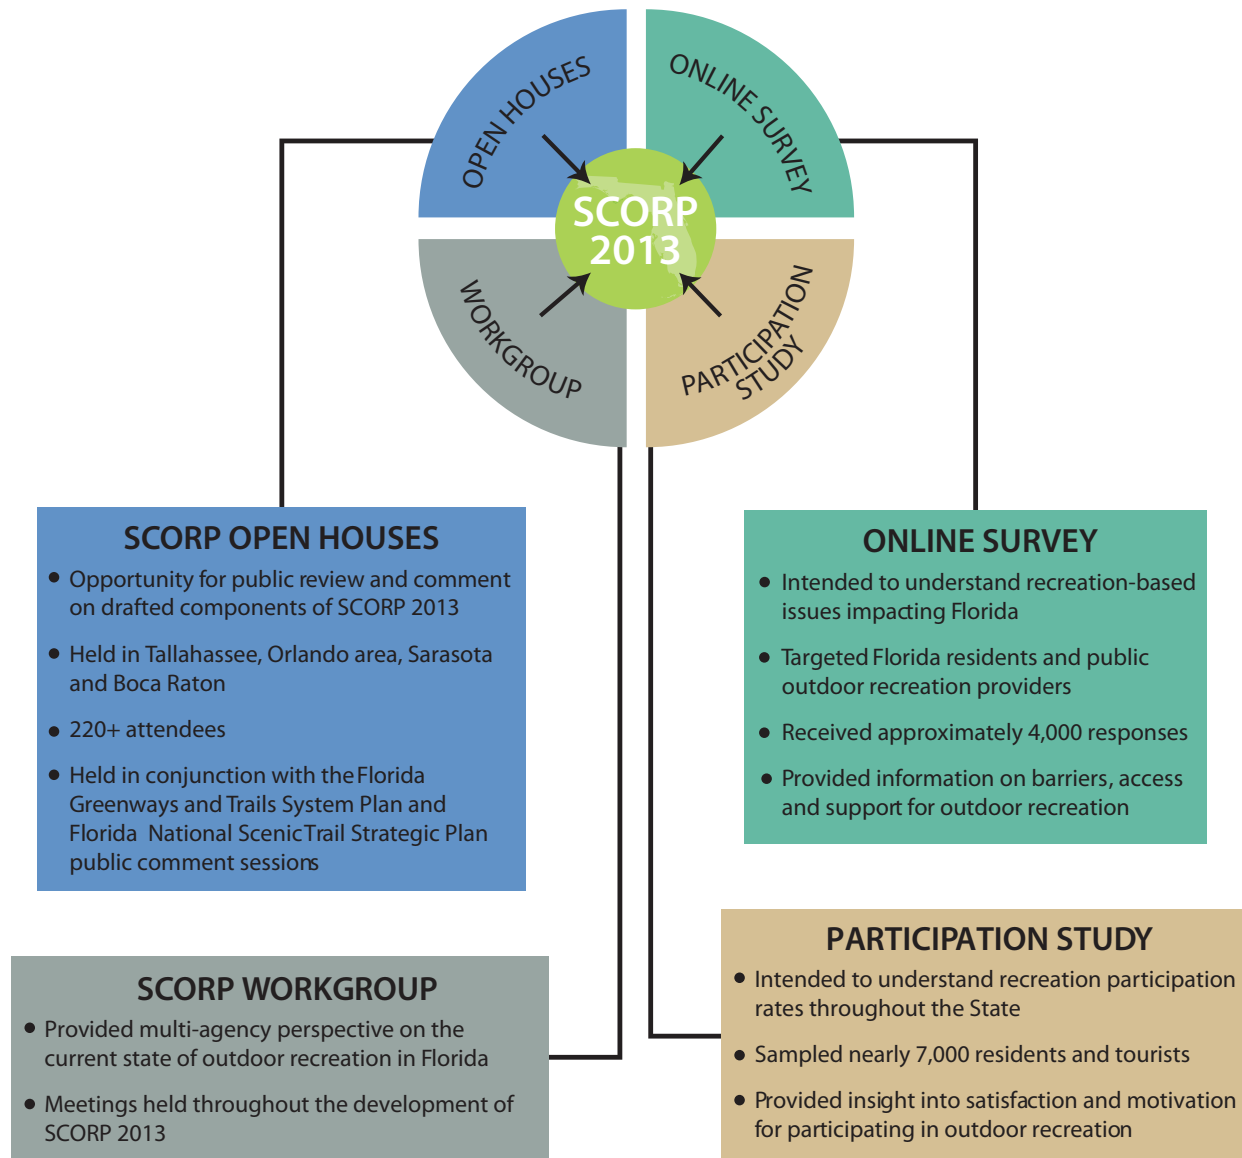 OPEN HOUSES
ONLINE SURVEY
SCORP
2013
WORKGROUP
PARTICIPATION
STUDY
SCORP OPEN HOUSES
• Opportunity for public review and comment
on drafted components of SCORP 2013
• Held in Tallahassee, Orlando area, Sarasota
and Boca Raton
• 220+ attendees
• Held in conjunction with the Florida
Greenways and Trails System Plan and
Florida National Scenic Trail Strategic Plan
public comment sessions
ONLINE SURVEY
• Intended to understand recreation-based
issues impacting Florida
• Targeted Florida residents and public
outdoor recreation providers
• Received approximately 4,000 responses
• Provided information on barriers, access
and support for outdoor recreation
SCORP WORKGROUP
• Provided multi-agency perspective on the
current state of outdoor recreation in Florida
• Meetings held throughout the development of
SCORP 2013
PARTICIPATION STUDY
• Intended to understand recreation participation
rates throughout the State
• Sampled nearly 7,000 residents and tourists
• Provided insight into satisfaction and motivation
for participating in outdoor recreation